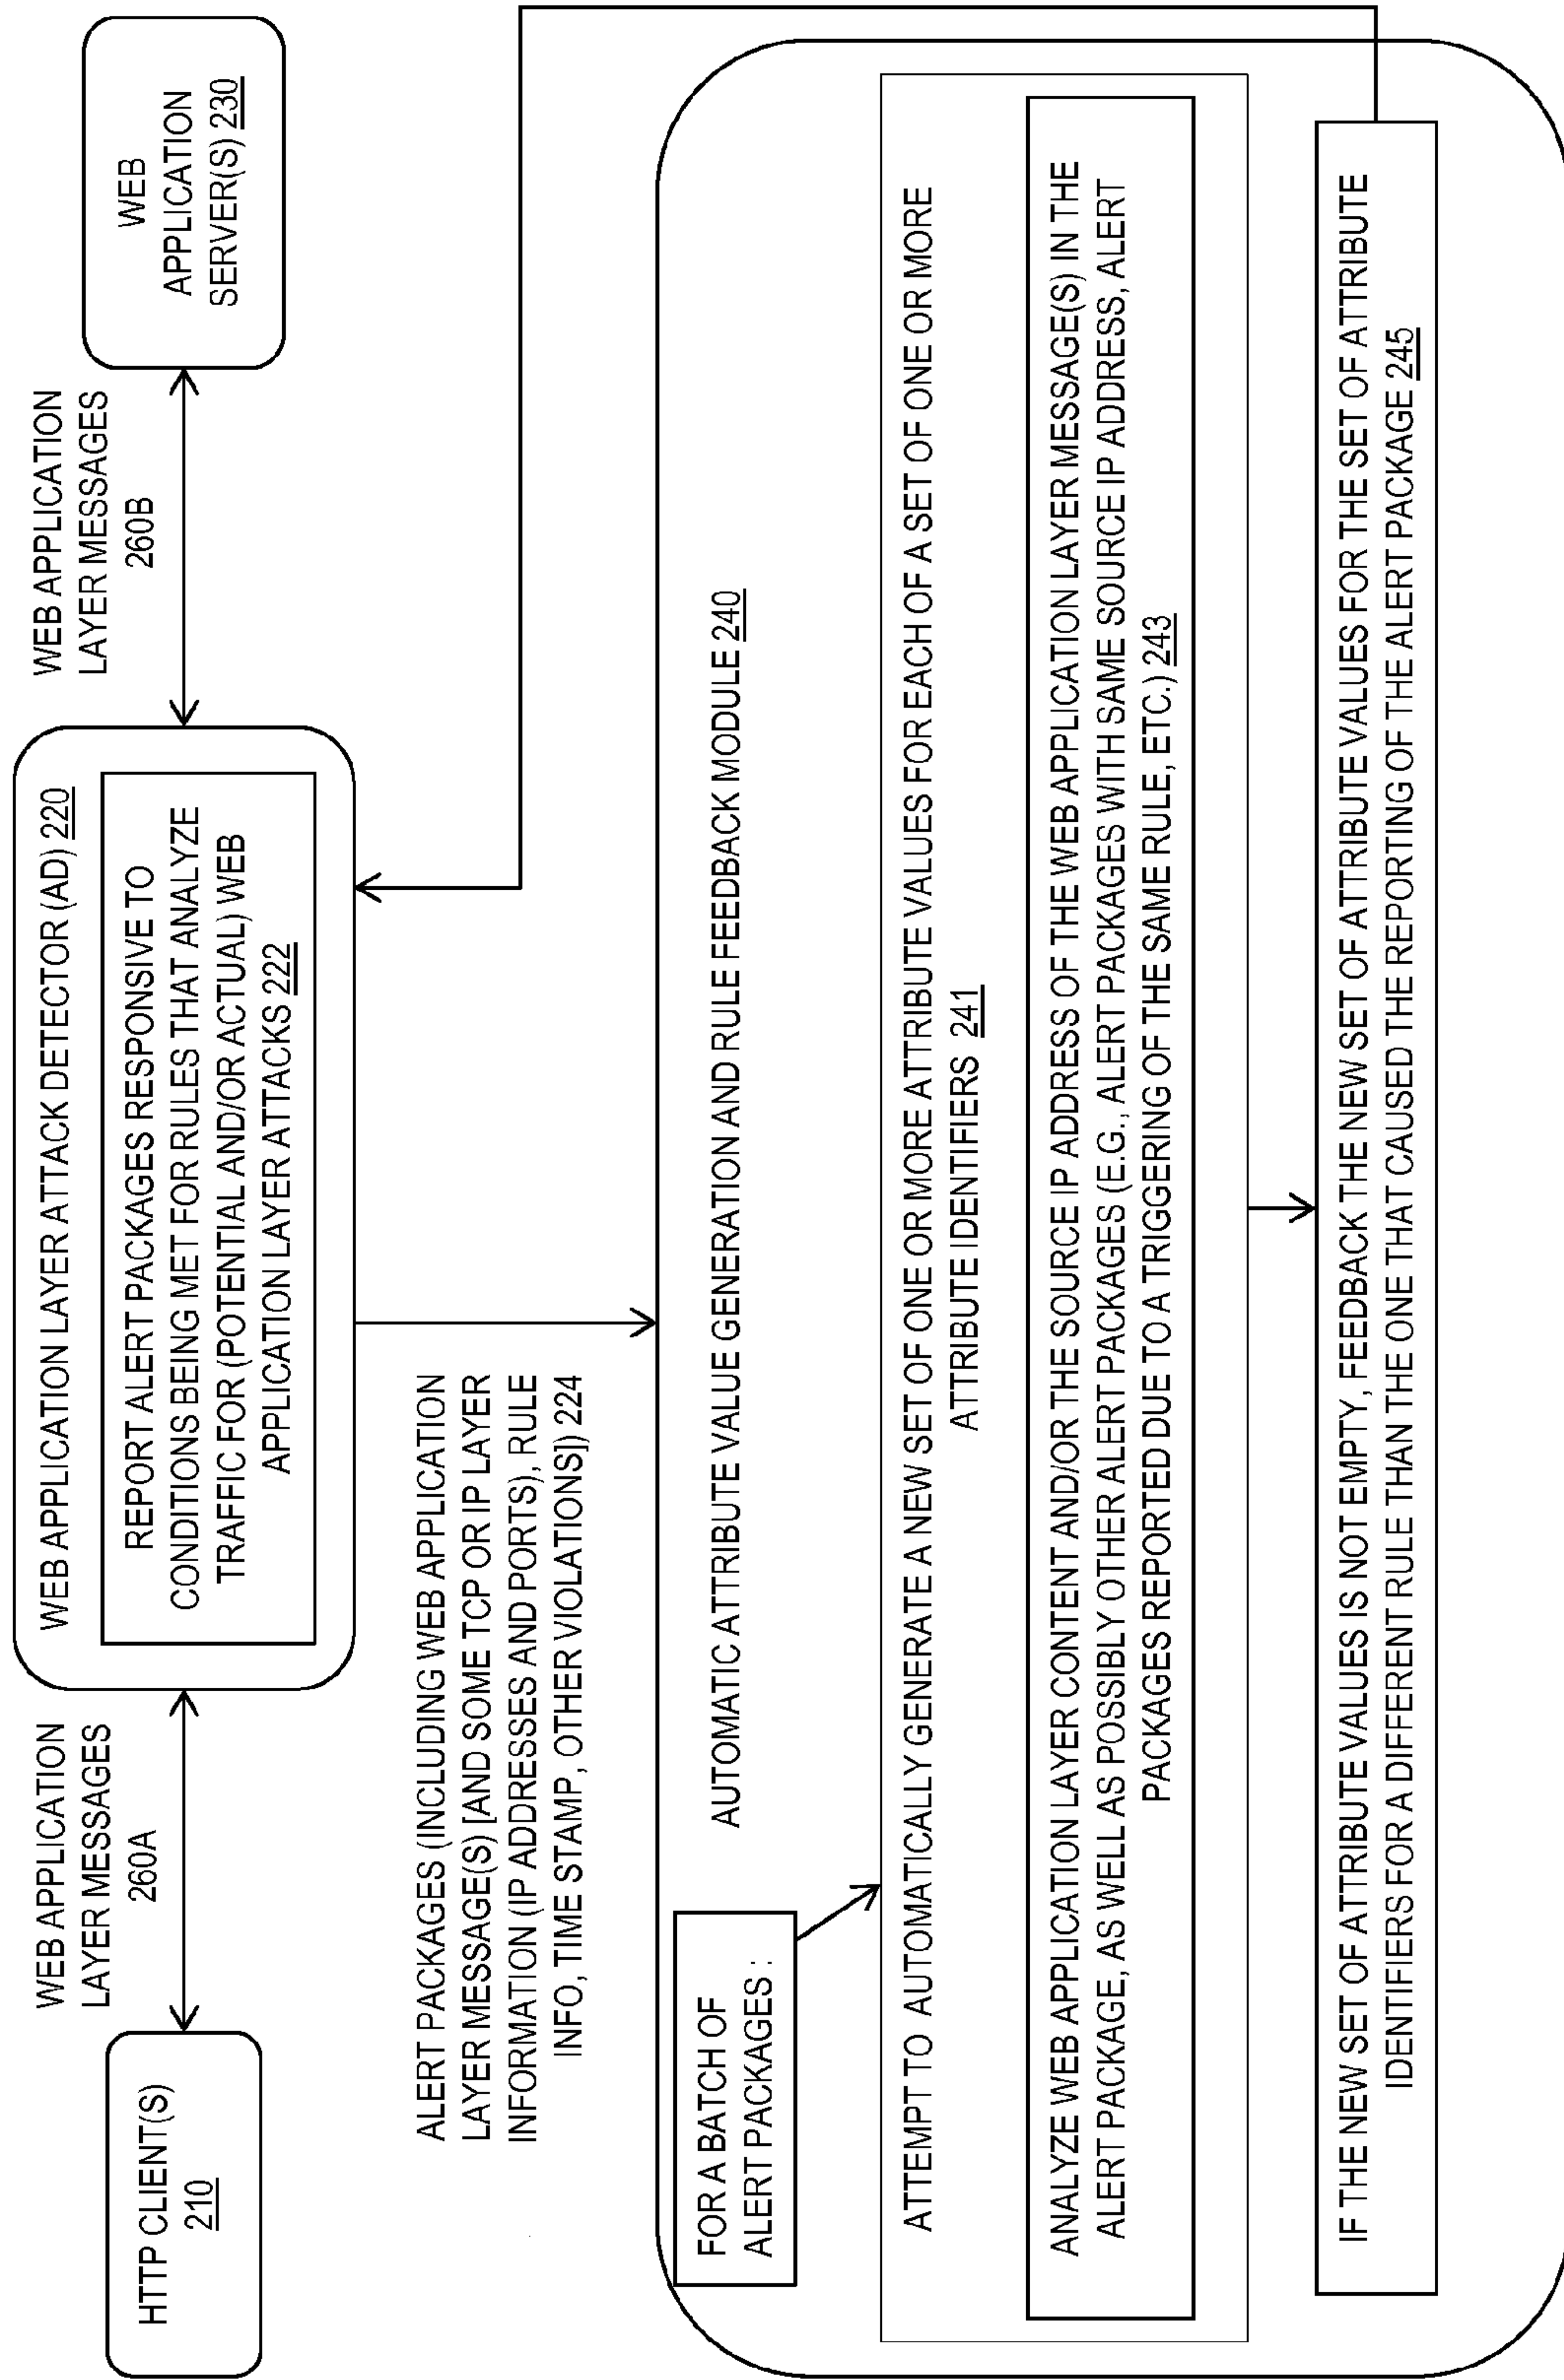 HTTP CLIENT(S)
210
WEB APPLICATION
LAYER MESSAGES
260A
WEB APPLICATION LAYER ATTACK DETECTOR (AD) 220
REPORT ALERT PACKAGES RESPONSIVE TO
CONDITIONS BEING MET FOR RULES THAT ANALYZE
TRAFFIC FOR (POTENTIAL AND/OR ACTUAL) WEB
APPLICATION LAYER ATTACKS 222
WEB APPLICATION
LAYER MESSAGES
260B
WEB
APPLICATION
SERVER(S) 230
ALERT PACKAGES (INCLUDING WEB APPLICATION
LAYER MESSAGE(S) [AND SOME TCP OR IP LAYER
INFORMATION (IP ADDRESSES AND PORTS), RULE
INFO, TIME STAMP, OTHER VIOLATIONS]) 224
AUTOMATIC ATTRIBUTE VALUE GENERATION AND RULE FEEDBACK MODULE 240
FOR A BATCH OF
ALERT PACKAGES :
ATTEMPT TO AUTOMATICALLY GENERATE A NEW SET OF ONE OR MORE ATTRIBUTE VALUES FOR EACH OF A SET OF ONE OR MORE
ATTRIBUTE IDENTIFIERS 241
ANALYZE WEB APPLICATION LAYER CONTENT AND/OR THE SOURCE IP ADDRESS OF THE WEB APPLICATION LAYER MESSAGE(S) IN THE
ALERT PACKAGE, AS WELL AS POSSIBLY OTHER ALERT PACKAGES (E.G., ALERT PACKAGES WITH SAME SOURCE IP ADDRESS, ALERT
PACKAGES REPORTED DUE TO A TRIGGERING OF THE SAME RULE, ETC.) 243
IF THE NEW SET OF ATTRIBUTE VALUES IS NOT EMPTY, FEEDBACK THE NEW SET OF ATTRIBUTE VALUES FOR THE SET OF ATTRIBUTE
IDENTIFIERS FOR A DIFFERENT RULE THAN THE ONE THAT CAUSED THE REPORTING OF THE ALERT PACKAGE 245